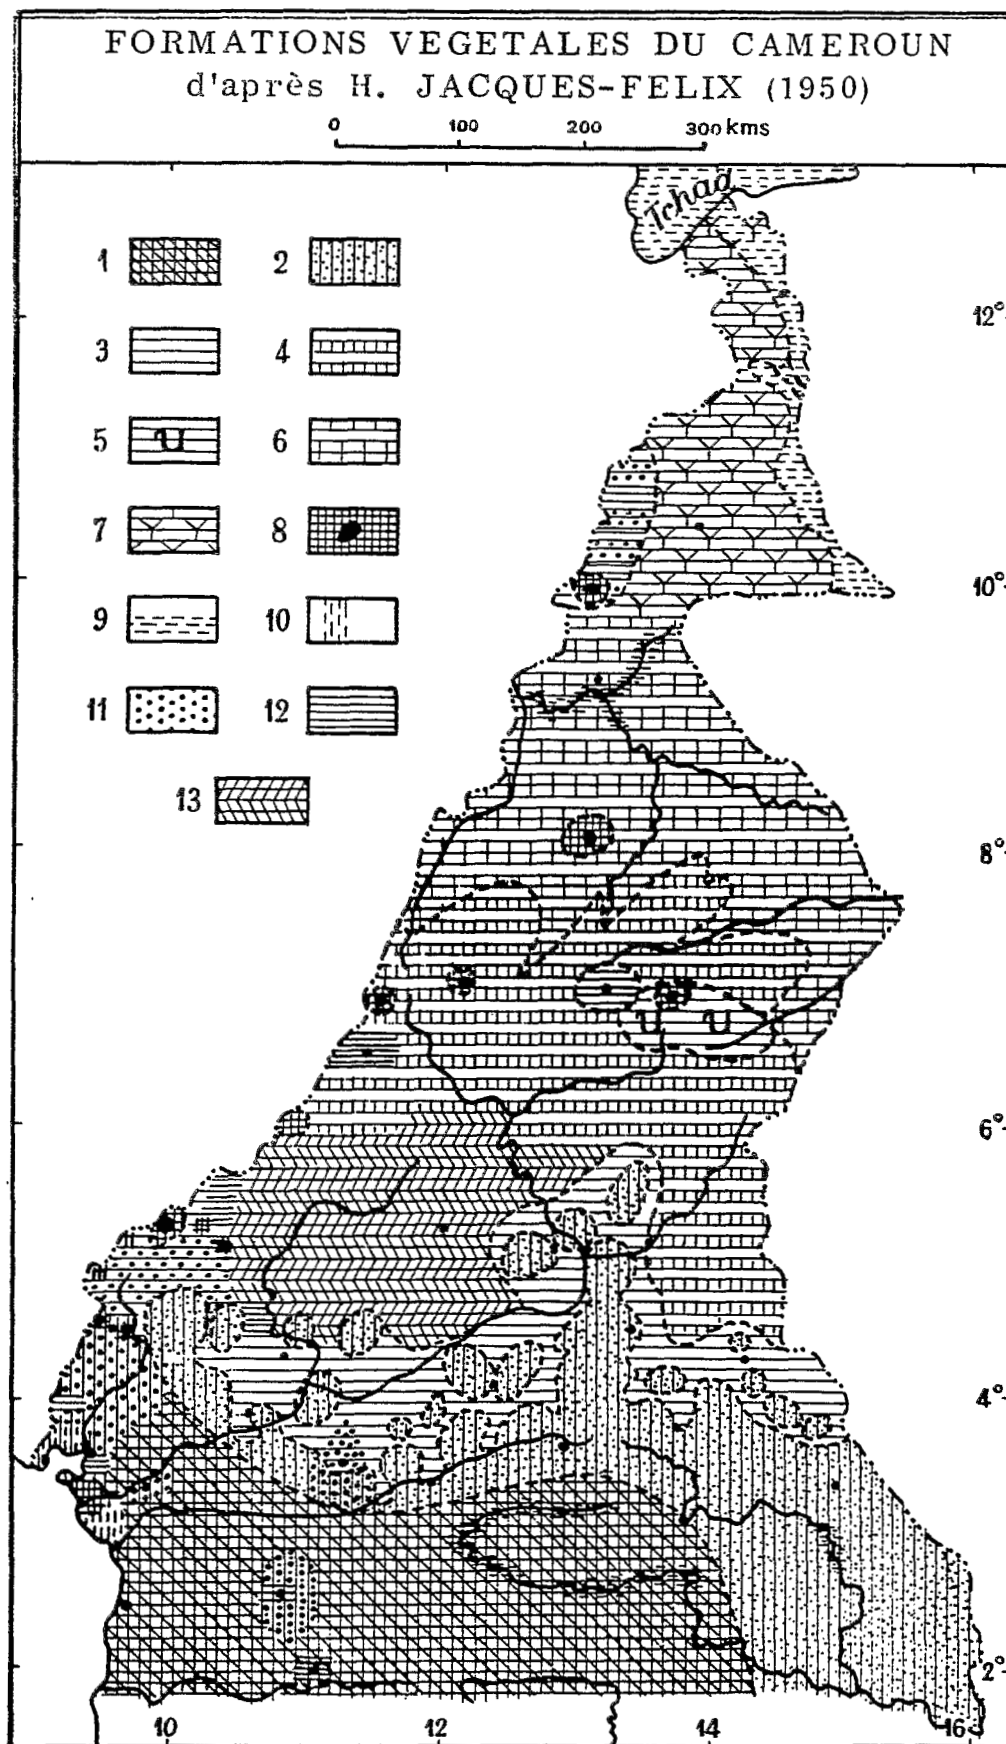 FORMATIONS VEGETALES DU CAMEROUN
d'après H. JACQUES-FELIX (1950)
0 100 200 300 kms
Tchad
1 2
12°
3 4
5 U 6
7 8
10°
9 10
11 12
13
8°
U U
6°
4°
2°
10 12 14 16